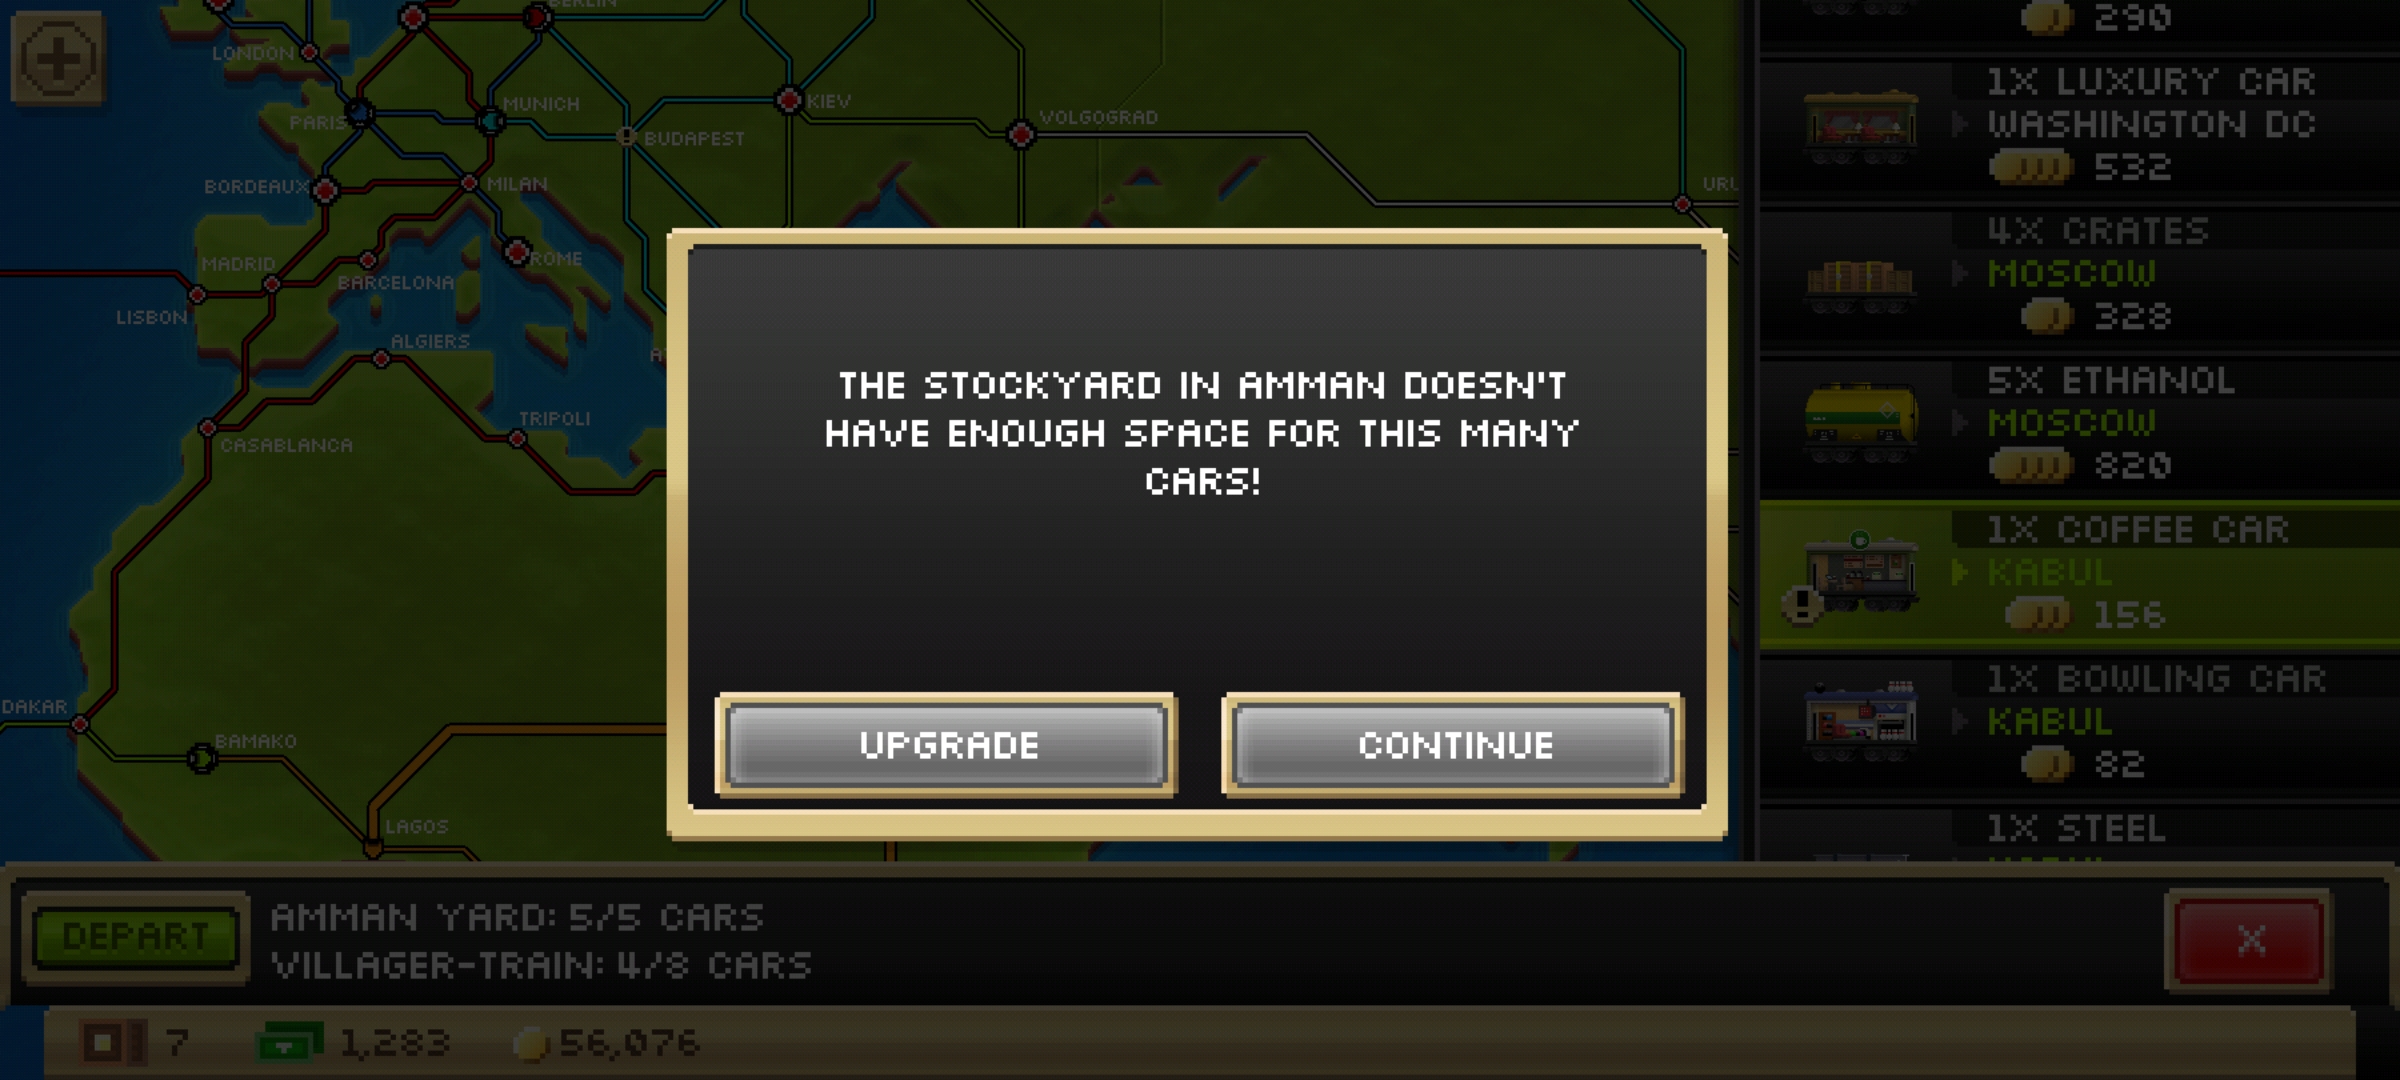 BERLIN
LONDON
PARIS
MUNICH
BUDAPEST
KIEV
VOLGOGRAD
BORDEAUX
MILAN
MADRID
BARCELONA
ROME
LISBON
ALGIERS
TRIPOLI
CASABLANCA
DAKAR
BAMAKO
LAGOS
URU
THE STOCKYARD IN AMMAN DOESN'T
HAVE ENOUGH SPACE FOR THIS MANY
CARS!
UPGRADE
CONTINUE
290
1X LUXURY CAR
WASHINGTON DC
532
4X CRATES
MOSCOW
328
5X ETHANOL
MOSCOW
820
1X COFFEE CAR
KABUL
156
1X BOWLING CAR
KABUL
82
1X STEEL
DEPART
AMMAN YARD: 5/5 CARS
VILLAGER-TRAIN: 4/8 CARS
X
7
1,283
56,076